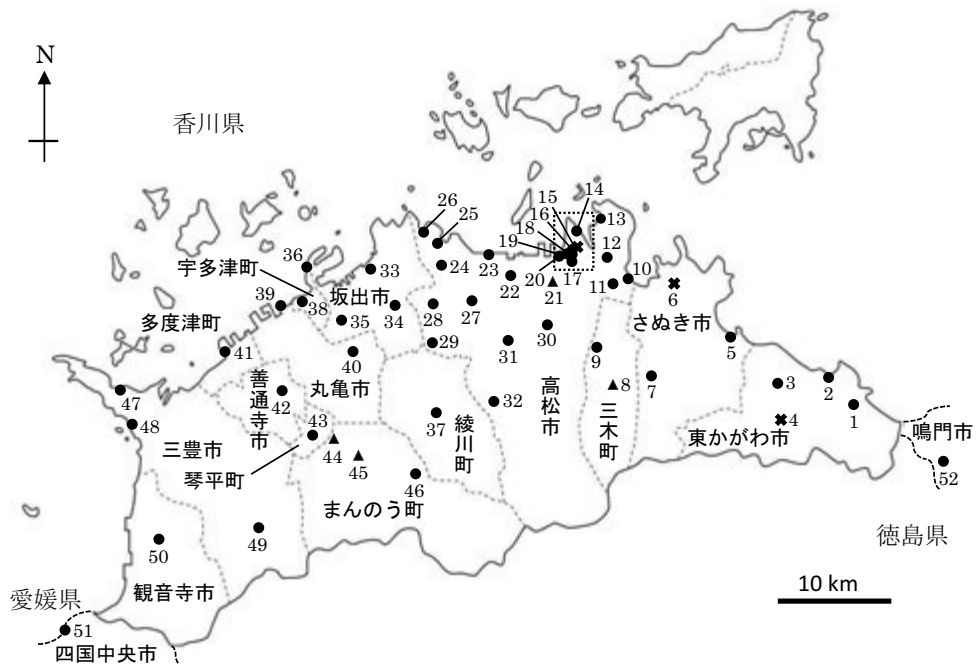 N
香川県
14
15
16
26
13
18
25
12
19
36
宇多津町
33
24
23
10
20
17
22
11
21
6
39
38
坂出市
多度津町
28
27
さぬき市
35
34
30
5
41
29
31
9
40
善通寺市
丸亀市
高松市
3
2
47
42
8
7
三木町
32
1
48
43
37
綾川町
4
三豊市
東かがわ市
鳴門市
琴平町
44
45
52
46
まんのう町
徳島県
49
50
10 km
観音寺市
愛媛県
51
四国中央市